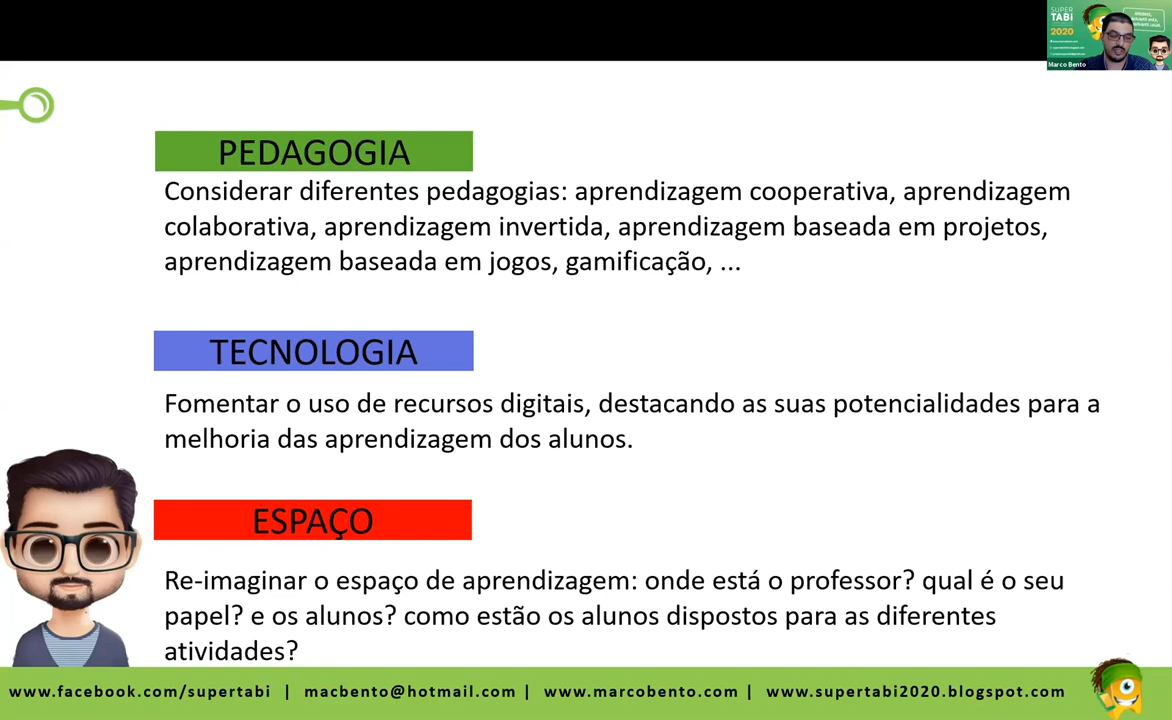 SUPER
TABi
2020
Marco Bento
PEDAGOGIA
Considerar diferentes pedagogias: aprendizagem cooperativa, aprendizagem
colaborativa, aprendizagem invertida, aprendizagem baseada em projetos,
aprendizagem baseada em jogos, gamificação, ...
TECNOLOGIA
Fomentar o uso de recursos digitais, destacando as suas potencialidades para a
melhoria das aprendizagem dos alunos.
ESPAÇO
Re-imaginar o espaço de aprendizagem: onde está o professor? qual é o seu
papel? e os alunos? como estão os alunos dispostos para as diferentes
atividades?
www.facebook.com/supertabi | macbento@hotmail.com | www.marcobento.com | www.supertabi2020.blogspot.com